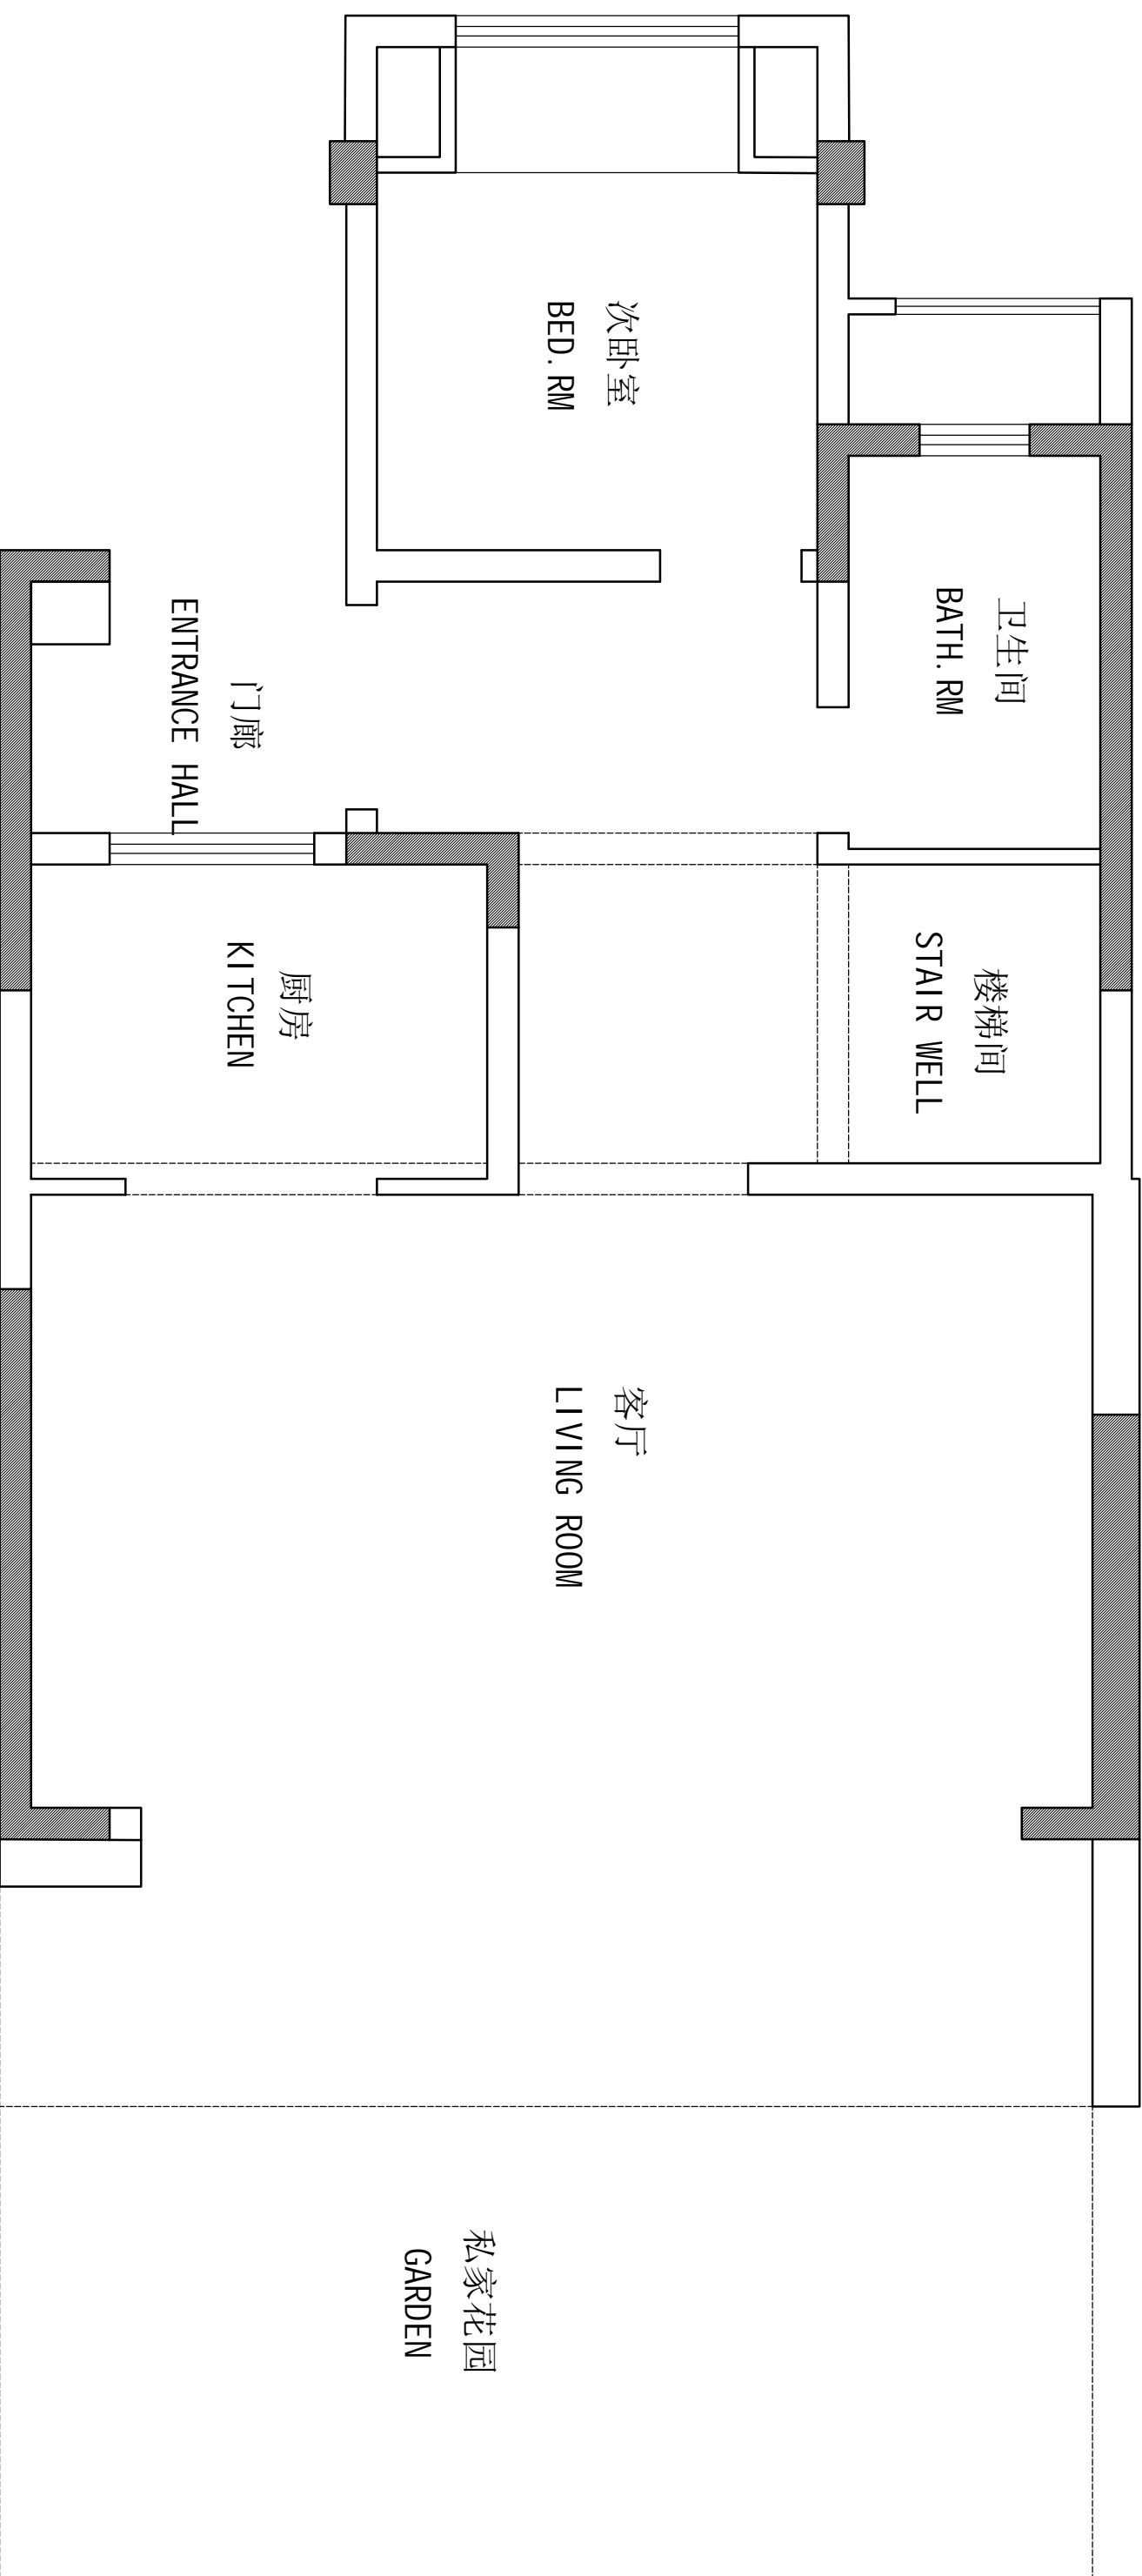 次卧室
BED.RM
卫生间
BATH.RM
门廊
ENTRANCE HALL
厨房
KITCHEN
楼梯间
STAIR WELL
客厅
LIVING ROOM
私家花园
GARDEN